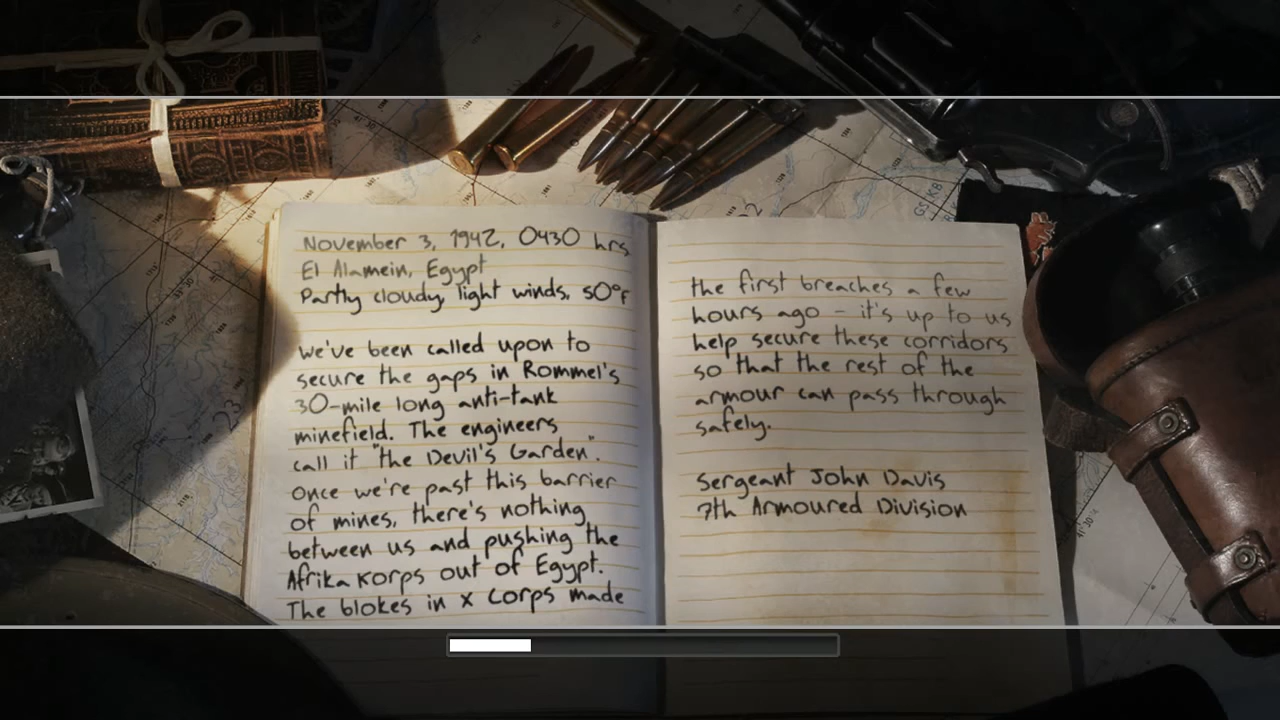 November 3, 1942, 0430 hrs
El Alamein, Egypt
Partly cloudy, light winds, 50°F
We've been called upon to
secure the gaps in Rommel's
30-mile long anti-tank
minefield. The engineers
call it "the Devil's Garden".
Once we're past this barrier
of mines, there's nothing
between us and pushing the
Afrika Korps out of Egypt.
The blokes in X Corps made
the first breaches a few
hours ago - it's up to us
help secure these corridors
so that the rest of the
armour can pass through
safely.
Sergeant John Davis
7th Armoured Division